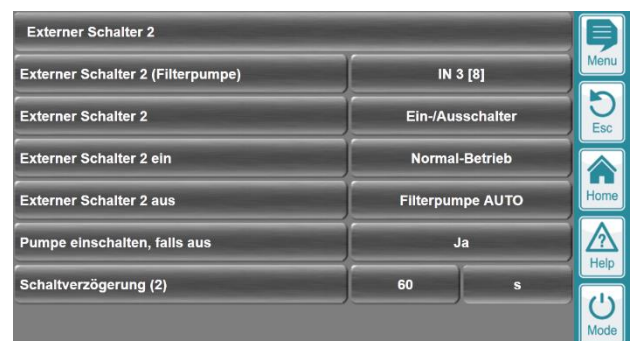 Externer Schalter 2
Menu
Externer Schalter 2 (Filterpumpe) IN 3 [8]
Externer Schalter 2 Ein-/Ausschalter
Esc
Externer Schalter 2 ein Normal-Betrieb
Externer Schalter 2 aus Filterpumpe AUTO
Home
Pumpe einschalten, falls aus Ja
Help
Schaltverzögerung (2) 60 s
Mode